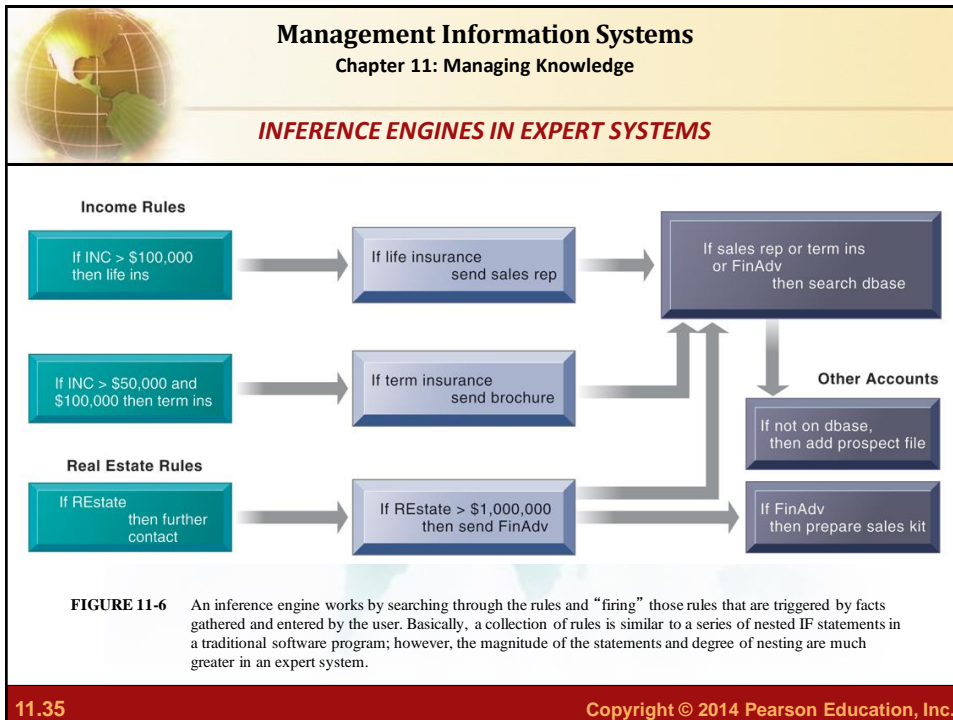 Management Information Systems
Chapter 11: Managing Knowledge
INFERENCE ENGINES IN EXPERT SYSTEMS
Income Rules
If INC > $100,000
then life ins
If life insurance
send sales rep
If sales rep or term ins
or FinAdv
then search dbase
If INC > $50,000 and
$100,000 then term ins
If term insurance
send brochure
Other Accounts
If not on dbase,
then add prospect file
Real Estate Rules
If REstate
then further
contact
If REstate > $1,000,000
then send FinAdv
If FinAdv
then prepare sales kit
FIGURE 11-6 An inference engine works by searching through the rules and “firing” those rules that are triggered by facts
gathered and entered by the user. Basically, a collection of rules is similar to a series of nested IF statements in
a traditional software program; however, the magnitude of the statements and degree of nesting are much
greater in an expert system.
11.35 Copyright © 2014 Pearson Education, Inc.